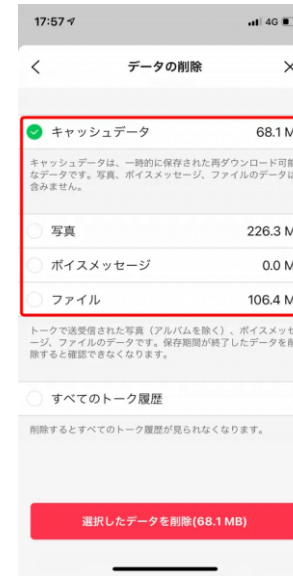 17:57
4G
データの削除
キャッシュデータ 68.1 M
キャッシュデータは、一時的に保存された再ダウンロード可能
なデータです。写真、ボイスメッセージ、ファイルのデータは
含みません。
写真 226.3 M
ボイスメッセージ 0.0 M
ファイル 106.4 M
トークで送受信された写真（アルバムを除く）、ボイスメッセ
ージ、ファイルのデータです。保存期間が終了したデータを削
除すると確認できなくなります。
すべてのトーク履歴
削除するとすべてのトーク履歴が見られなくなります。
選択したデータを削除(68.1 MB)